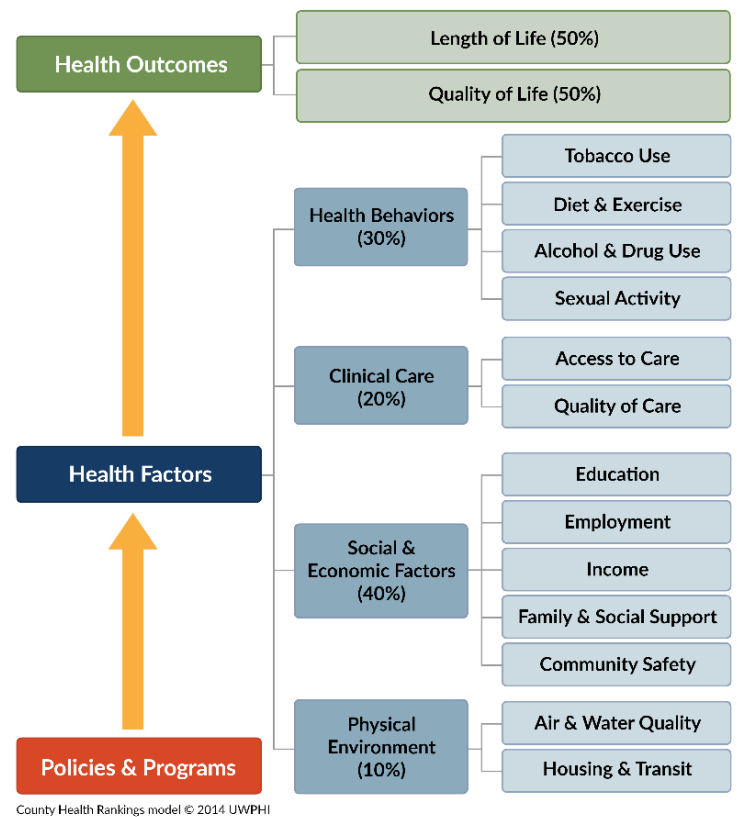 Health Outcomes
Length of Life (50%)
Quality of Life (50%)
Health Factors
Health Behaviors
(30%)
Tobacco Use
Diet & Exercise
Alcohol & Drug Use
Sexual Activity
Clinical Care
(20%)
Access to Care
Quality of Care
Social &
Economic Factors
(40%)
Education
Employment
Income
Family & Social Support
Community Safety
Physical
Environment
(10%)
Air & Water Quality
Housing & Transit
Policies & Programs
County Health Rankings model © 2014 UWPHI